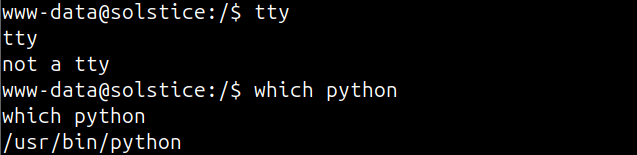 www-data@solstice:/$ tty
tty
not a tty
www-data@solstice:/$ which python
which python
/usr/bin/python